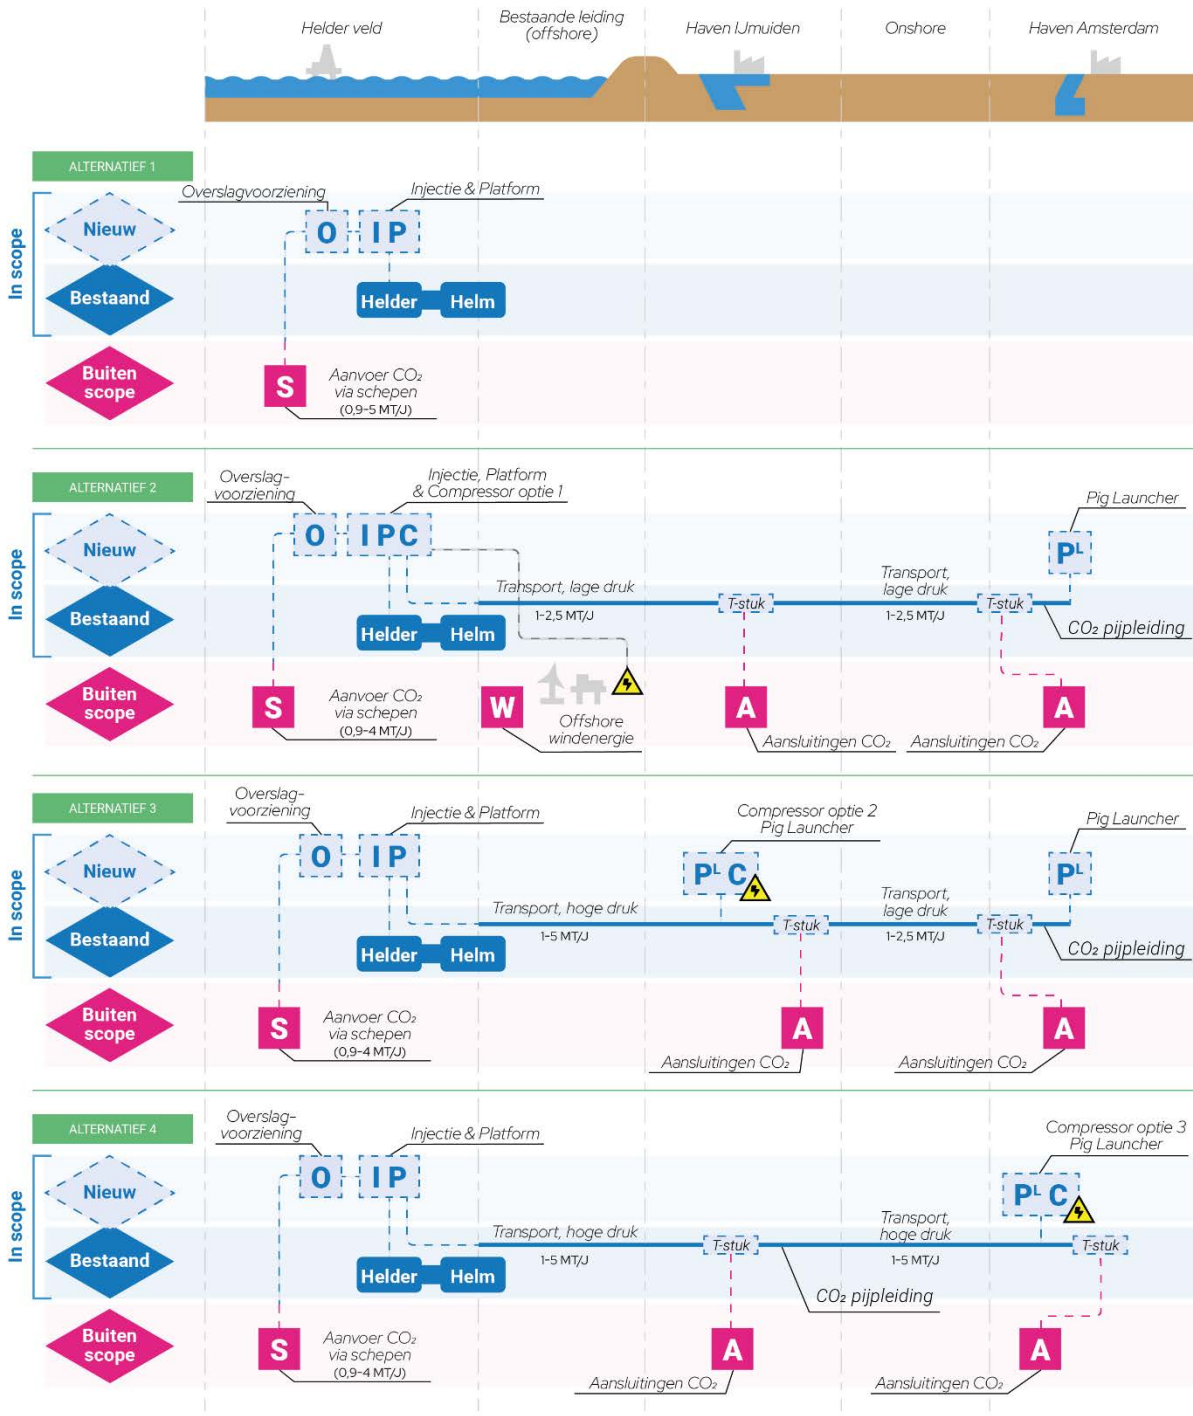 Helder veld
Bestaande leiding
(offshore)
Haven IJmuiden
Onshore
Haven Amsterdam
ALTERNATIEF 1
In scope
Nieuw
Bestaand
Buiten
scope
Overslagvoorziening
Injectie & Platform
O
I P
Helder
Helm
S
Aanvoer CO₂
via schepen
(0,9-5 MT/J)
ALTERNATIEF 2
In scope
Nieuw
Bestaand
Buiten
scope
Overslag-
voorziening
Injectie, Platform
& Compressor optie 1
Pig Launcher
O
I P C
Pᴸ
Transport, lage druk
1-2,5 MT/J
T-stuk
Transport,
lage druk
1-2,5 MT/J
T-stuk
CO₂ pijpleiding
Helder
Helm
S
Aanvoer CO₂
via schepen
(0,9-4 MT/J)
W
Offshore
windenergie
A
Aansluitingen CO₂
A
Aansluitingen CO₂
ALTERNATIEF 3
In scope
Nieuw
Bestaand
Buiten
scope
Overslag-
voorziening
Injectie & Platform
Compressor optie 2
Pig Launcher
Pig Launcher
O
I P
Pᴸ C
Pᴸ
Transport, hoge druk
1-5 MT/J
T-stuk
Transport,
lage druk
1-2,5 MT/J
T-stuk
CO₂ pijpleiding
Helder
Helm
S
Aanvoer CO₂
via schepen
(0,9-4 MT/J)
A
Aansluitingen CO₂
A
Aansluitingen CO₂
ALTERNATIEF 4
In scope
Nieuw
Bestaand
Buiten
scope
Overslag-
voorziening
Injectie & Platform
Compressor optie 3
Pig Launcher
O
I P
Pᴸ C
Transport, hoge druk
1-5 MT/J
T-stuk
Transport,
hoge druk
1-5 MT/J
T-stuk
CO₂ pijpleiding
Helder
Helm
S
Aanvoer CO₂
via schepen
(0,9-4 MT/J)
A
Aansluitingen CO₂
A
Aansluitingen CO₂